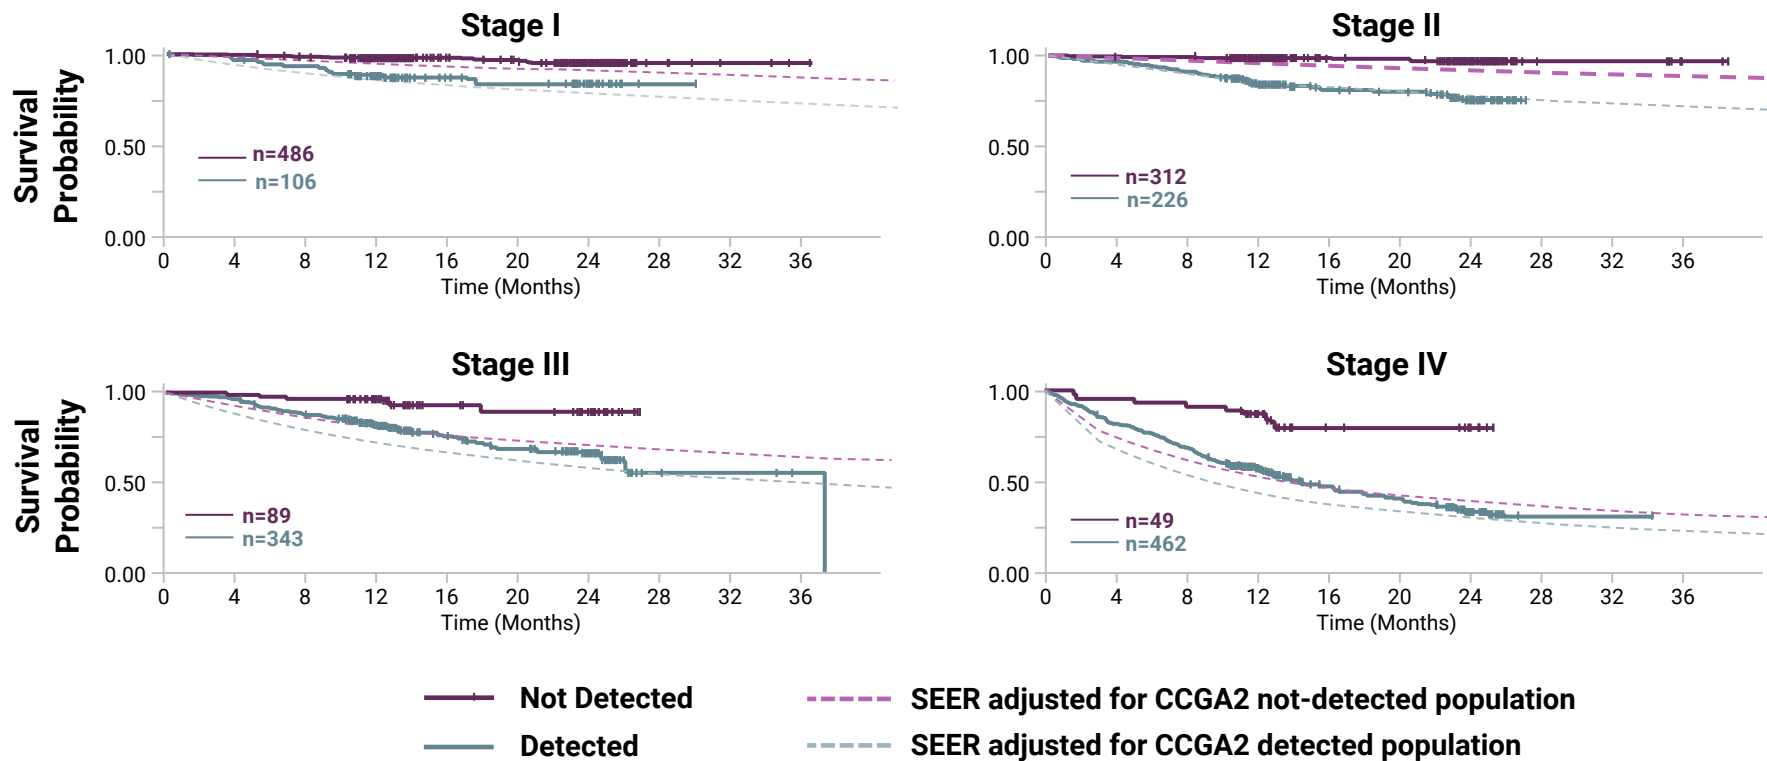 Stage I
Survival
Probability
1.00
0.50
0.00
n=486
n=106
0 4 8 12 16 20 24 28 32 36
Time (Months)
Stage II
1.00
0.50
0.00
n=312
n=226
0 4 8 12 16 20 24 28 32 36
Time (Months)
Stage III
Survival
Probability
1.00
0.50
0.00
n=89
n=343
0 4 8 12 16 20 24 28 32 36
Time (Months)
Stage IV
1.00
0.50
0.00
n=49
n=462
0 4 8 12 16 20 24 28 32 36
Time (Months)
Not Detected
SEER adjusted for CCGA2 not-detected population
Detected
SEER adjusted for CCGA2 detected population